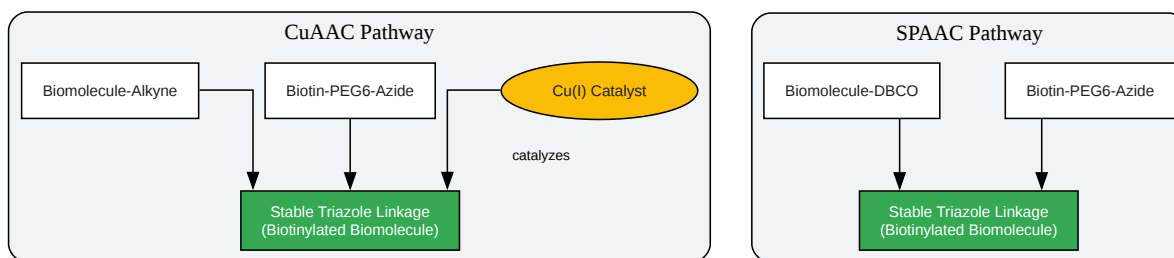 CuAAC Pathway
Biomolecule-Alkyne
Biotin-PEG6-Azide
Cu(I) Catalyst
catalyzes
Stable Triazole Linkage
(Biotinylated Biomolecule)
SPAAC Pathway
Biomolecule-DBCO
Biotin-PEG6-Azide
Stable Triazole Linkage
(Biotinylated Biomolecule)